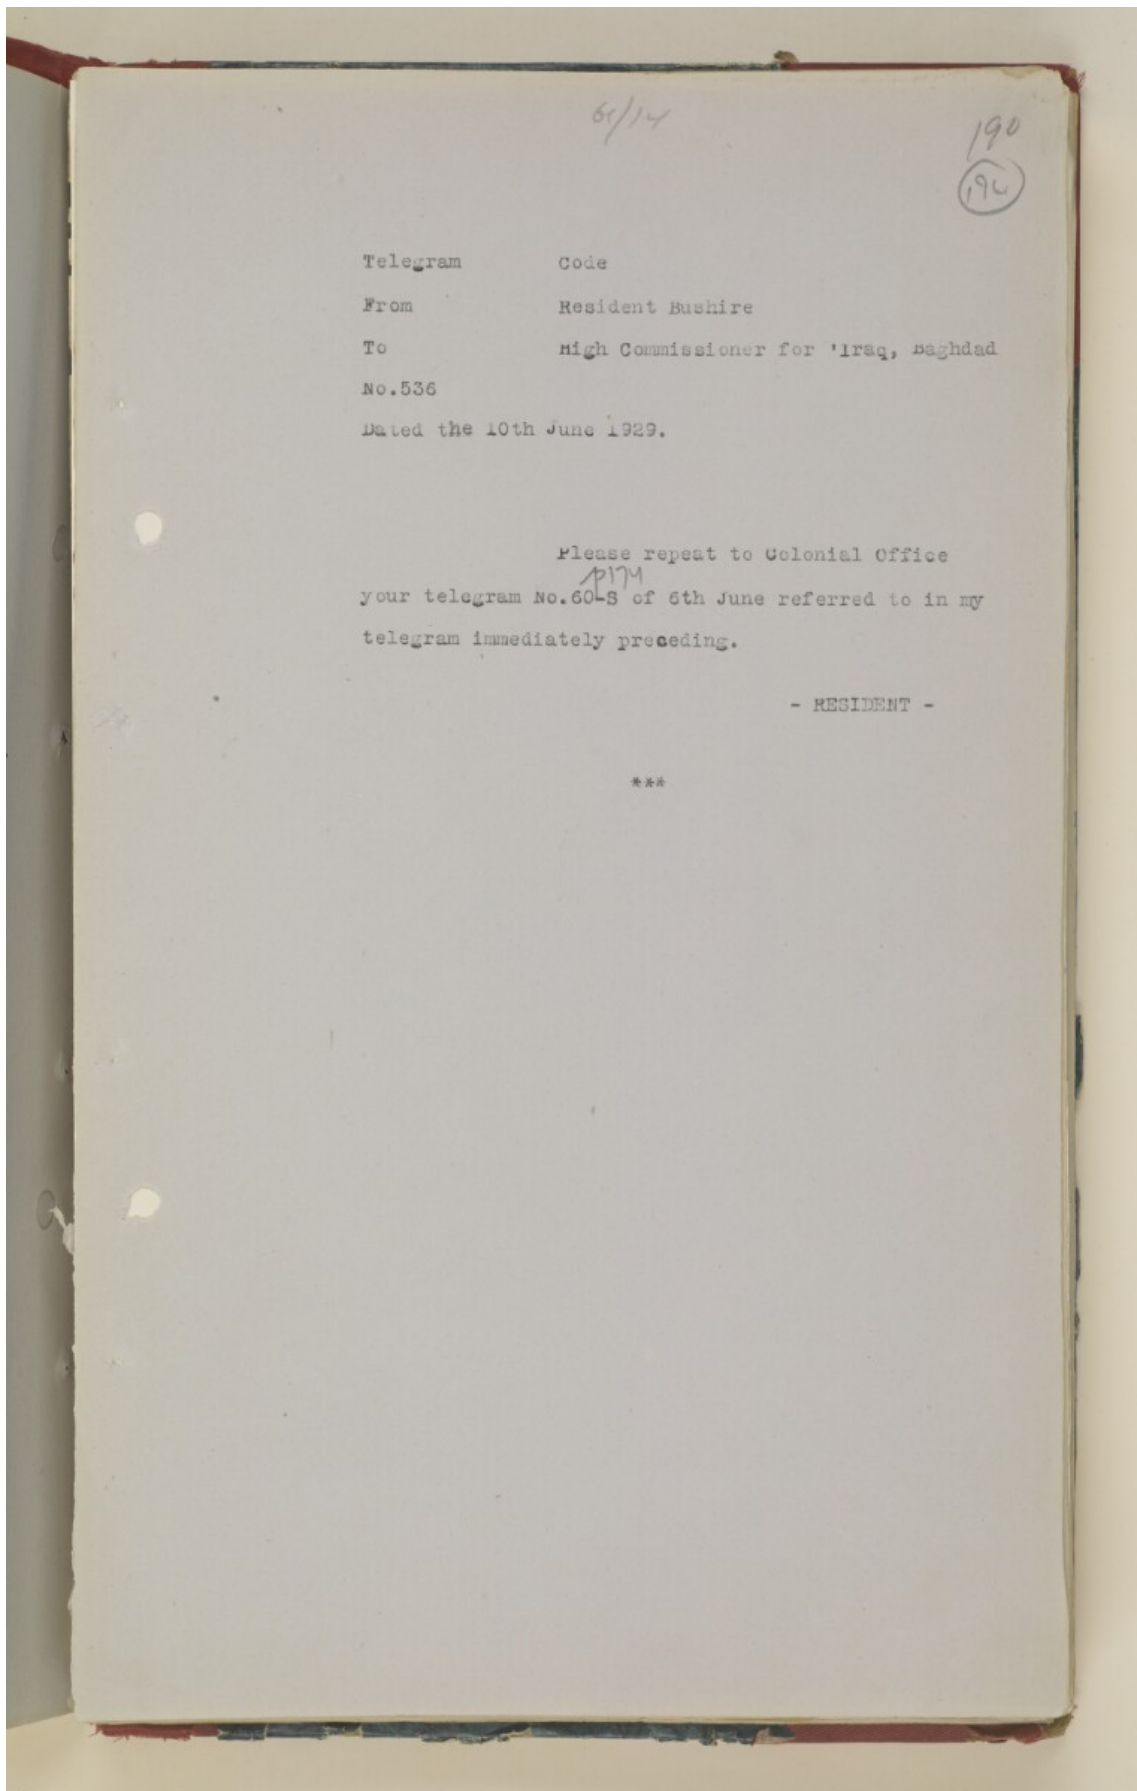 61/14
190
Telegram Code
From Resident Bushire
To High Commissioner for 'Iraq, Baghdad
No.536
Dated the 10th June 1929.
Please repeat to Colonial Office
p174
your telegram No.60-S of 6th June referred to in my
telegram immediately preceding.
- RESIDENT -
***